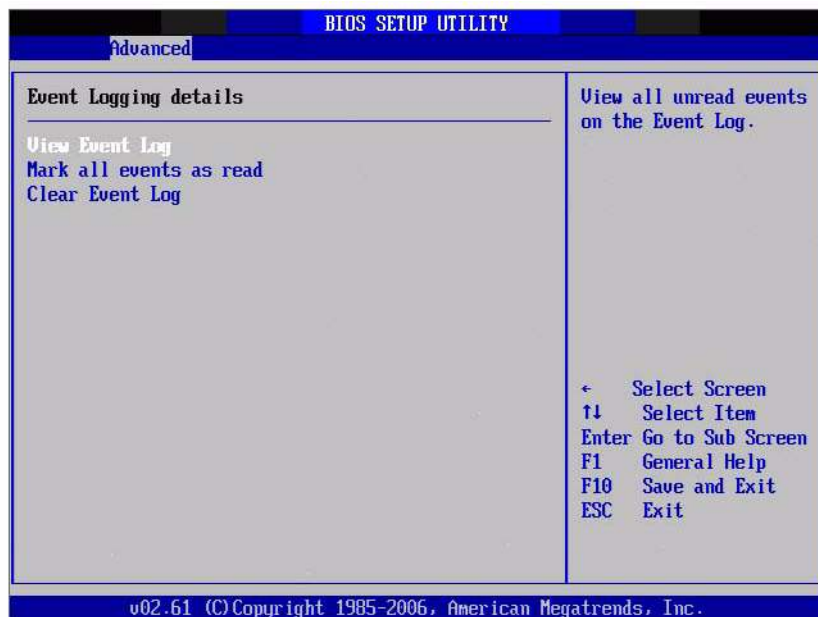 BIOS SETUP UTILITY
Advanced
Event Logging details
View Event Log
Mark all events as read
Clear Event Log
View all unread events
on the Event Log.
← Select Screen
↑↓ Select Item
Enter Go to Sub Screen
F1 General Help
F10 Save and Exit
ESC Exit
v02.61 (C)Copyright 1985-2006, American Megatrends, Inc.